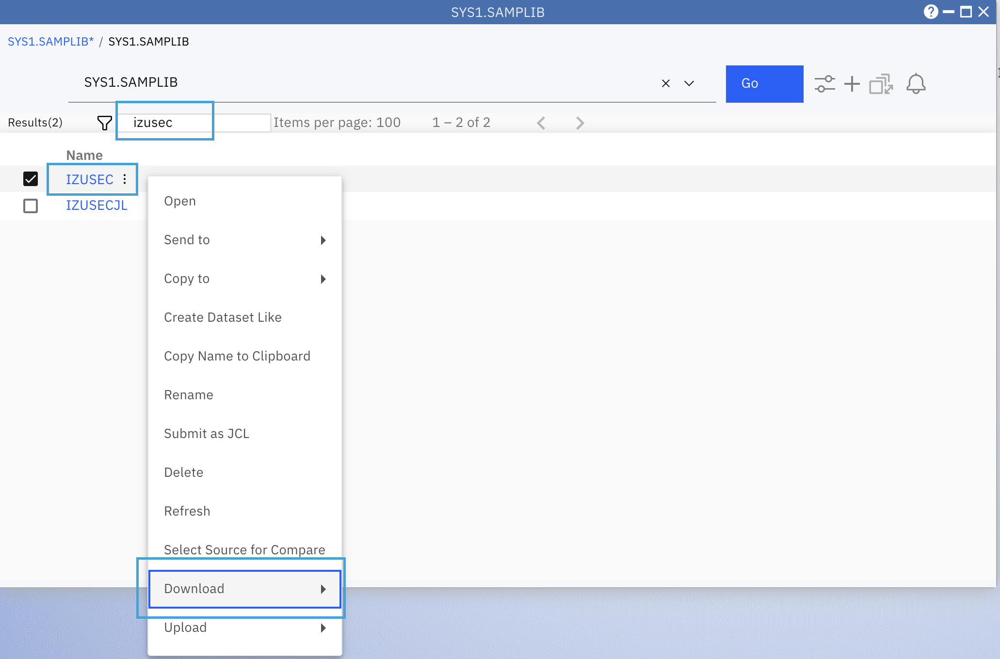 SYS1.SAMPLIB
SYS1.SAMPLIB* / SYS1.SAMPLIB
SYS1.SAMPLIB
Go
Results(2)
izusec
Items per page: 100
1 – 2 of 2
Name
IZUSEC
IZUSECJL
Open
Send to
Copy to
Create Dataset Like
Copy Name to Clipboard
Rename
Submit as JCL
Delete
Refresh
Select Source for Compare
Download
Upload